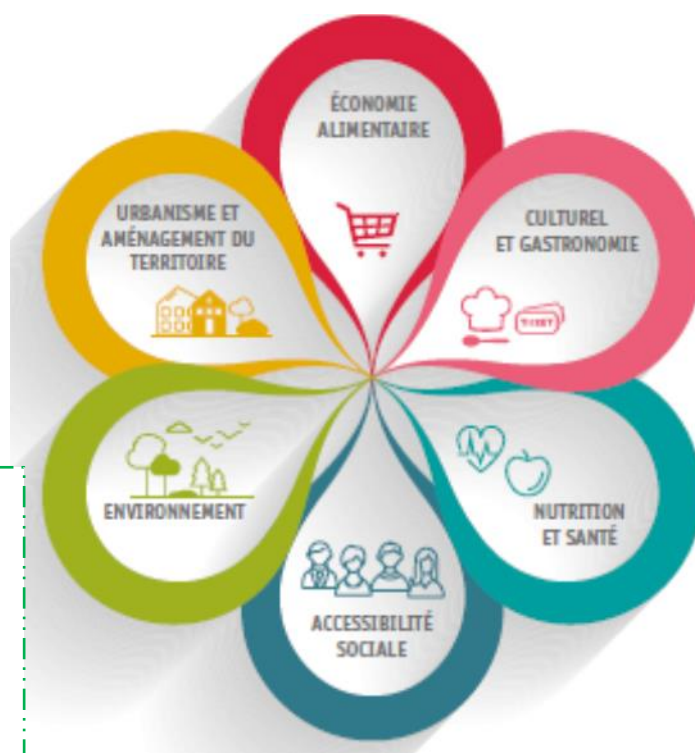 ÉCONOMIE
ALIMENTAIRE
CULTUREL
ET GASTRONOMIE
TICKET
NUTRITION
ET SANTÉ
ACCESSIBILITÉ
SOCIALE
ENVIRONNEMENT
URBANISME ET
AMÉNAGEMENT DU
TERRITOIRE